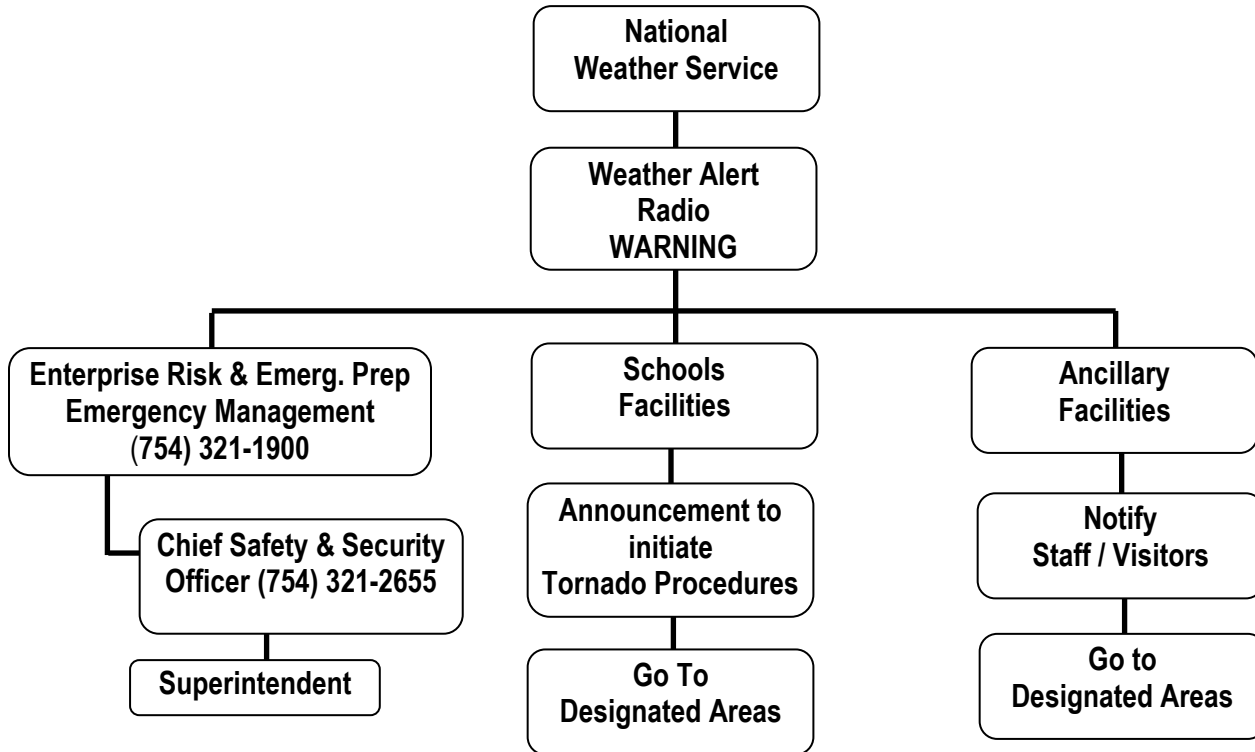 National
Weather Service
Weather Alert
Radio
WARNING
Enterprise Risk & Emerg. Prep
Emergency Management
(754) 321-1900
Chief Safety & Security
Officer (754) 321-2655
Superintendent
Schools
Facilities
Announcement to
initiate
Tornado Procedures
Go To
Designated Areas
Ancillary
Facilities
Notify
Staff / Visitors
Go to
Designated Areas